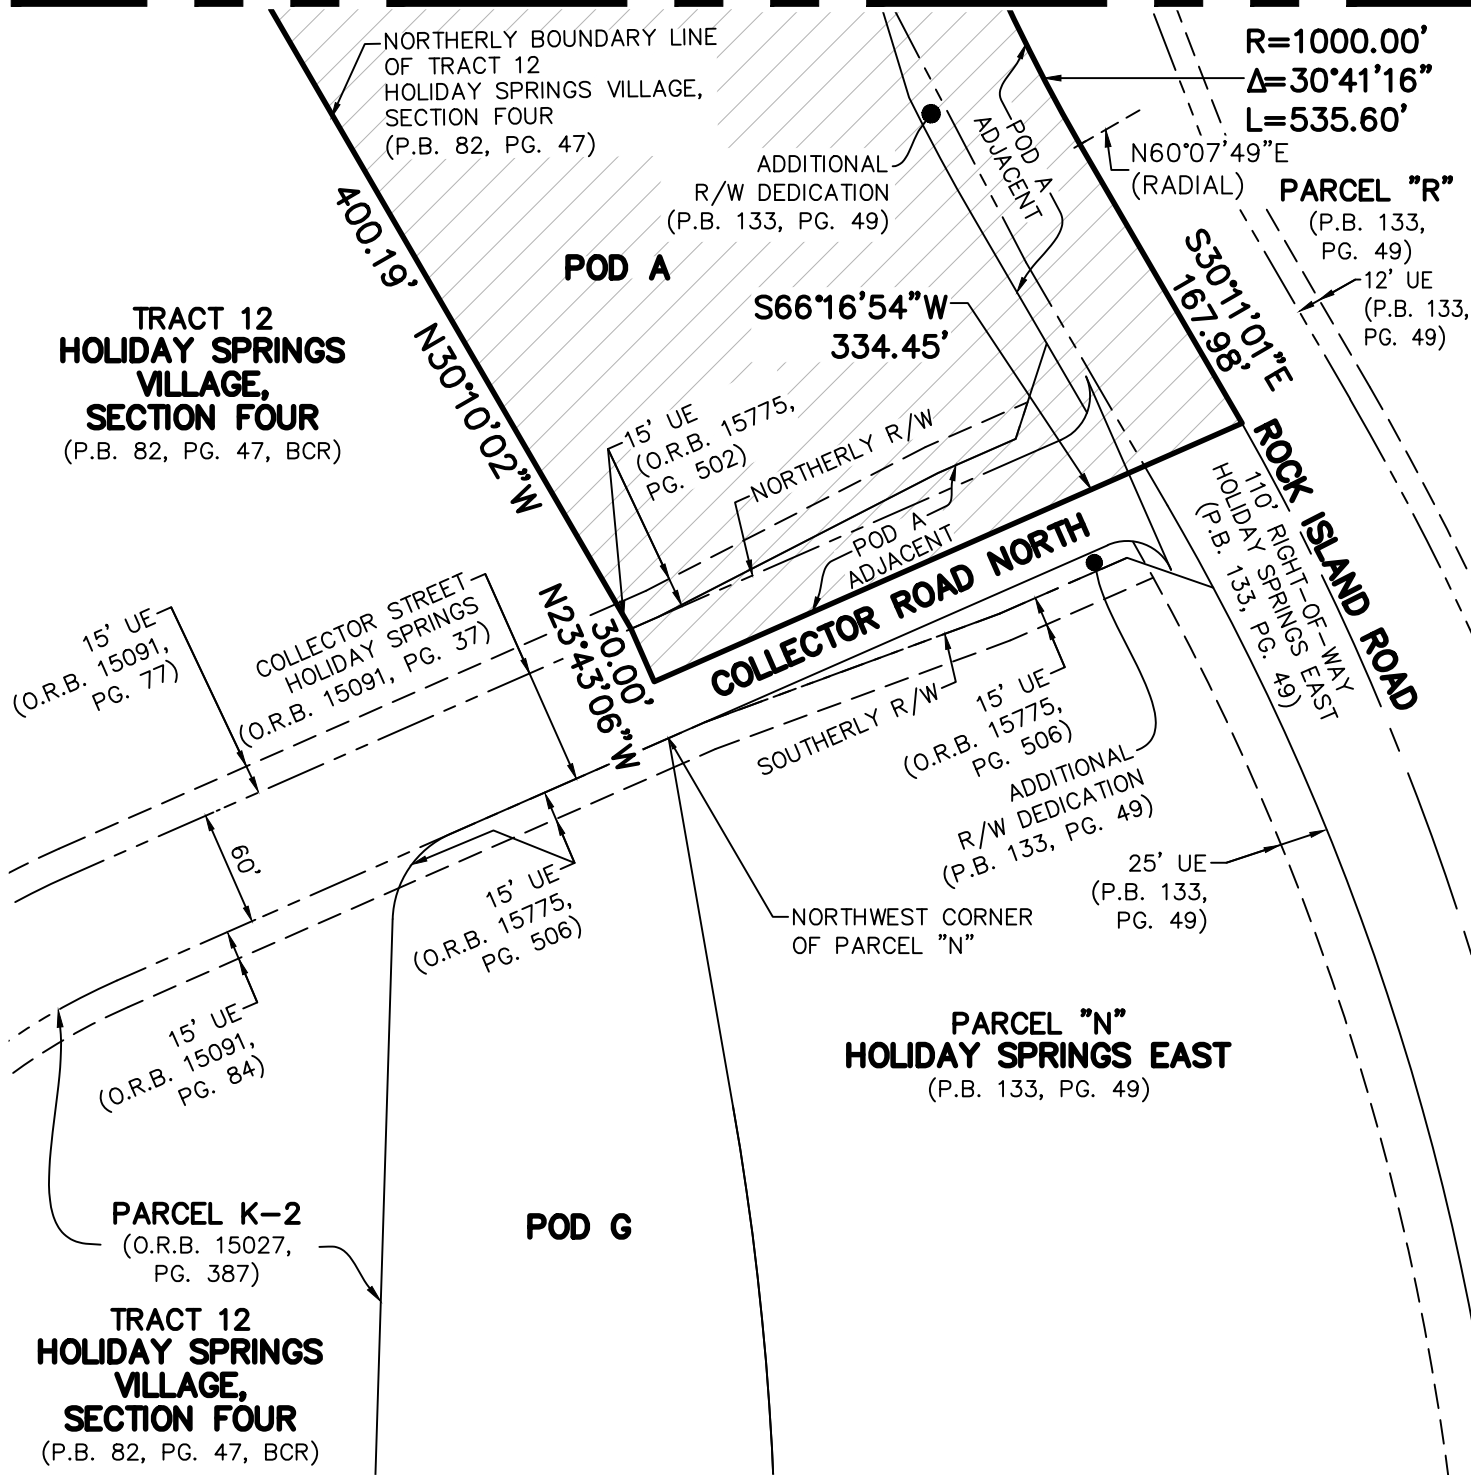 NORTHERLY BOUNDARY LINE
OF TRACT 12
HOLIDAY SPRINGS VILLAGE,
SECTION FOUR
(P.B. 82, PG. 47)
R=1000.00'
Δ=30°41'16"
L=535.60'
N60°07'49"E
(RADIAL)
PARCEL "R"
(P.B. 133,
PG. 49)
12' UE
(P.B. 133,
PG. 49)
POD A
ADJACENT
ADDITIONAL
R/W DEDICATION
(P.B. 133, PG. 49)
POD A
400.19'
N30°10'02"W
S66°16'54"W
334.45'
S30°11'01"E
167.98'
TRACT 12
HOLIDAY SPRINGS
VILLAGE,
SECTION FOUR
(P.B. 82, PG. 47, BCR)
15' UE
(O.R.B. 15775,
PG. 502)
NORTHERLY R/W
POD A
ADJACENT
COLLECTOR ROAD NORTH
ROCK ISLAND ROAD
110' RIGHT-OF-WAY
HOLIDAY SPRINGS EAST
(P.B. 133, PG. 49)
30.00'
N23°43'06"W
COLLECTOR STREET
HOLIDAY SPRINGS
(O.R.B. 15091, PG. 37)
15' UE
(O.R.B. 15091,
PG. 77)
SOUTHERLY R/W
15' UE
(O.R.B. 15775,
PG. 506)
ADDITIONAL
R/W DEDICATION
(P.B. 133, PG. 49)
25' UE
(P.B. 133,
PG. 49)
60'
15' UE
(O.R.B. 15775,
PG. 506)
NORTHWEST CORNER
OF PARCEL "N"
15' UE
(O.R.B. 15091,
PG. 84)
PARCEL "N"
HOLIDAY SPRINGS EAST
(P.B. 133, PG. 49)
PARCEL K-2
(O.R.B. 15027,
PG. 387)
POD G
TRACT 12
HOLIDAY SPRINGS
VILLAGE,
SECTION FOUR
(P.B. 82, PG. 47, BCR)